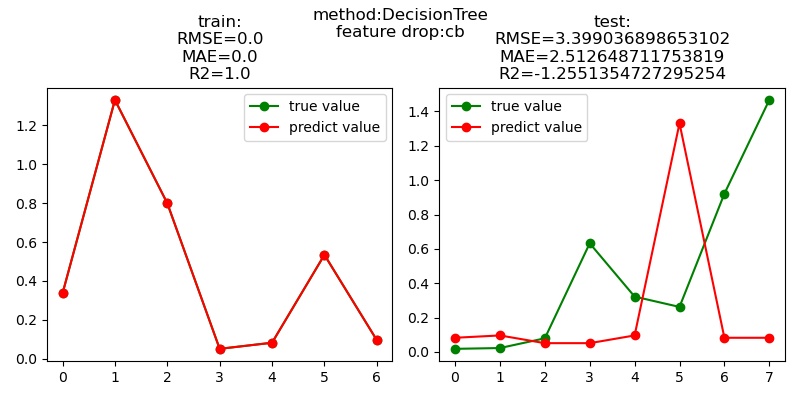 method:DecisionTree
feature drop:cb
train:
RMSE=0.0
MAE=0.0
R2=1.0
true value
predict value
1.2
1.0
0.8
0.6
0.4
0.2
0.0
0 1 2 3 4 5 6
test:
RMSE=3.399036898653102
MAE=2.512648711753819
R2=-1.2551354727295254
true value
predict value
1.4
1.2
1.0
0.8
0.6
0.4
0.2
0.0
0 1 2 3 4 5 6 7